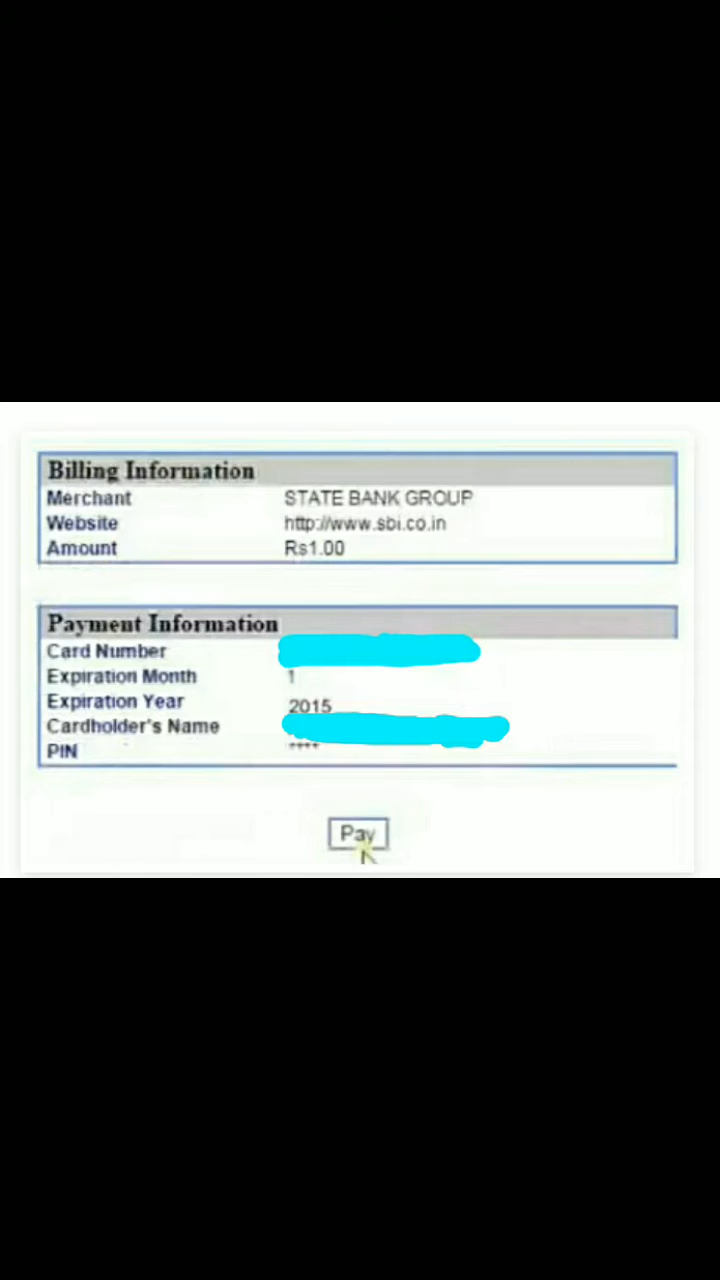 Billing Information
Merchant STATE BANK GROUP
Website http://www.sbi.co.in
Amount Rs1.00
Payment Information
Card Number
Expiration Month 1
Expiration Year 2015
Cardholder's Name
PIN ****
Pay